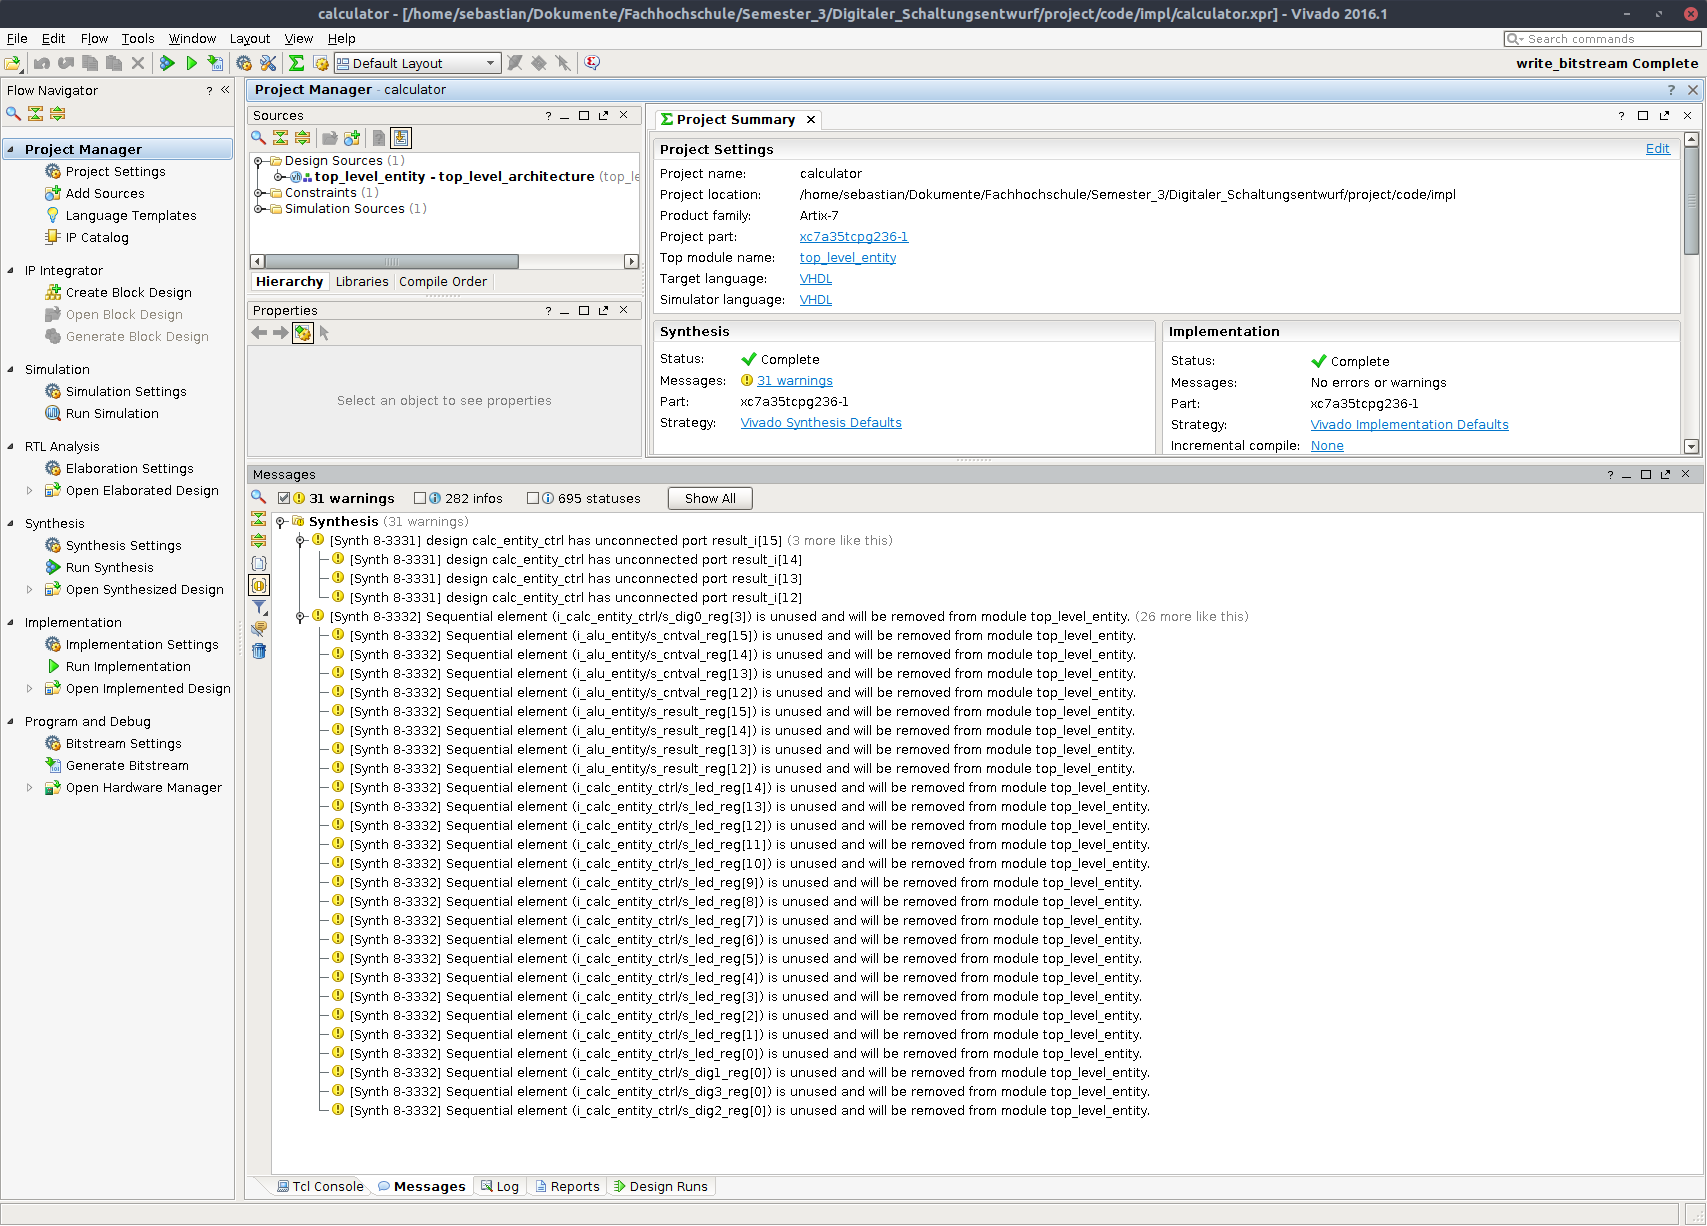 calculator - [/home/sebastian/Dokumente/Fachhochschule/Semester_3/Digitaler_Schaltungsentwurf/project/code/impl/calculator.xpr] - Vivado 2016.1
File Edit Flow Tools Window Layout View Help
Search commands
Default Layout
write_bitstream Complete
Flow Navigator
Project Manager
Project Settings
Add Sources
Language Templates
IP Catalog
IP Integrator
Create Block Design
Open Block Design
Generate Block Design
Simulation
Simulation Settings
Run Simulation
RTL Analysis
Elaboration Settings
Open Elaborated Design
Synthesis
Synthesis Settings
Run Synthesis
Open Synthesized Design
Implementation
Implementation Settings
Run Implementation
Open Implemented Design
Program and Debug
Bitstream Settings
Generate Bitstream
Open Hardware Manager
Project Manager - calculator
Sources
Design Sources (1)
top_level_entity - top_level_architecture (top_le
Constraints (1)
Simulation Sources (1)
Hierarchy Libraries Compile Order
Properties
Select an object to see properties
Project Summary
Project Settings Edit
Project name: calculator
Project location: /home/sebastian/Dokumente/Fachhochschule/Semester_3/Digitaler_Schaltungsentwurf/project/code/impl
Product family: Artix-7
Project part: xc7a35tcpg236-1
Top module name: top_level_entity
Target language: VHDL
Simulator language: VHDL
Synthesis
Status: Complete
Messages: 31 warnings
Part: xc7a35tcpg236-1
Strategy: Vivado Synthesis Defaults
Implementation
Status: Complete
Messages: No errors or warnings
Part: xc7a35tcpg236-1
Strategy: Vivado Implementation Defaults
Incremental compile: None
Messages
31 warnings 282 infos 695 statuses Show All
Synthesis (31 warnings)
[Synth 8-3331] design calc_entity_ctrl has unconnected port result_i[15] (3 more like this)
[Synth 8-3331] design calc_entity_ctrl has unconnected port result_i[14]
[Synth 8-3331] design calc_entity_ctrl has unconnected port result_i[13]
[Synth 8-3331] design calc_entity_ctrl has unconnected port result_i[12]
[Synth 8-3332] Sequential element (i_calc_entity_ctrl/s_dig0_reg[3]) is unused and will be removed from module top_level_entity. (26 more like this)
[Synth 8-3332] Sequential element (i_alu_entity/s_cntval_reg[15]) is unused and will be removed from module top_level_entity.
[Synth 8-3332] Sequential element (i_alu_entity/s_cntval_reg[14]) is unused and will be removed from module top_level_entity.
[Synth 8-3332] Sequential element (i_alu_entity/s_cntval_reg[13]) is unused and will be removed from module top_level_entity.
[Synth 8-3332] Sequential element (i_alu_entity/s_cntval_reg[12]) is unused and will be removed from module top_level_entity.
[Synth 8-3332] Sequential element (i_alu_entity/s_result_reg[15]) is unused and will be removed from module top_level_entity.
[Synth 8-3332] Sequential element (i_alu_entity/s_result_reg[14]) is unused and will be removed from module top_level_entity.
[Synth 8-3332] Sequential element (i_alu_entity/s_result_reg[13]) is unused and will be removed from module top_level_entity.
[Synth 8-3332] Sequential element (i_alu_entity/s_result_reg[12]) is unused and will be removed from module top_level_entity.
[Synth 8-3332] Sequential element (i_calc_entity_ctrl/s_led_reg[14]) is unused and will be removed from module top_level_entity.
[Synth 8-3332] Sequential element (i_calc_entity_ctrl/s_led_reg[13]) is unused and will be removed from module top_level_entity.
[Synth 8-3332] Sequential element (i_calc_entity_ctrl/s_led_reg[12]) is unused and will be removed from module top_level_entity.
[Synth 8-3332] Sequential element (i_calc_entity_ctrl/s_led_reg[11]) is unused and will be removed from module top_level_entity.
[Synth 8-3332] Sequential element (i_calc_entity_ctrl/s_led_reg[10]) is unused and will be removed from module top_level_entity.
[Synth 8-3332] Sequential element (i_calc_entity_ctrl/s_led_reg[9]) is unused and will be removed from module top_level_entity.
[Synth 8-3332] Sequential element (i_calc_entity_ctrl/s_led_reg[8]) is unused and will be removed from module top_level_entity.
[Synth 8-3332] Sequential element (i_calc_entity_ctrl/s_led_reg[7]) is unused and will be removed from module top_level_entity.
[Synth 8-3332] Sequential element (i_calc_entity_ctrl/s_led_reg[6]) is unused and will be removed from module top_level_entity.
[Synth 8-3332] Sequential element (i_calc_entity_ctrl/s_led_reg[5]) is unused and will be removed from module top_level_entity.
[Synth 8-3332] Sequential element (i_calc_entity_ctrl/s_led_reg[4]) is unused and will be removed from module top_level_entity.
[Synth 8-3332] Sequential element (i_calc_entity_ctrl/s_led_reg[3]) is unused and will be removed from module top_level_entity.
[Synth 8-3332] Sequential element (i_calc_entity_ctrl/s_led_reg[2]) is unused and will be removed from module top_level_entity.
[Synth 8-3332] Sequential element (i_calc_entity_ctrl/s_led_reg[1]) is unused and will be removed from module top_level_entity.
[Synth 8-3332] Sequential element (i_calc_entity_ctrl/s_led_reg[0]) is unused and will be removed from module top_level_entity.
[Synth 8-3332] Sequential element (i_calc_entity_ctrl/s_dig1_reg[0]) is unused and will be removed from module top_level_entity.
[Synth 8-3332] Sequential element (i_calc_entity_ctrl/s_dig3_reg[0]) is unused and will be removed from module top_level_entity.
[Synth 8-3332] Sequential element (i_calc_entity_ctrl/s_dig2_reg[0]) is unused and will be removed from module top_level_entity.
Tcl Console Messages Log Reports Design Runs